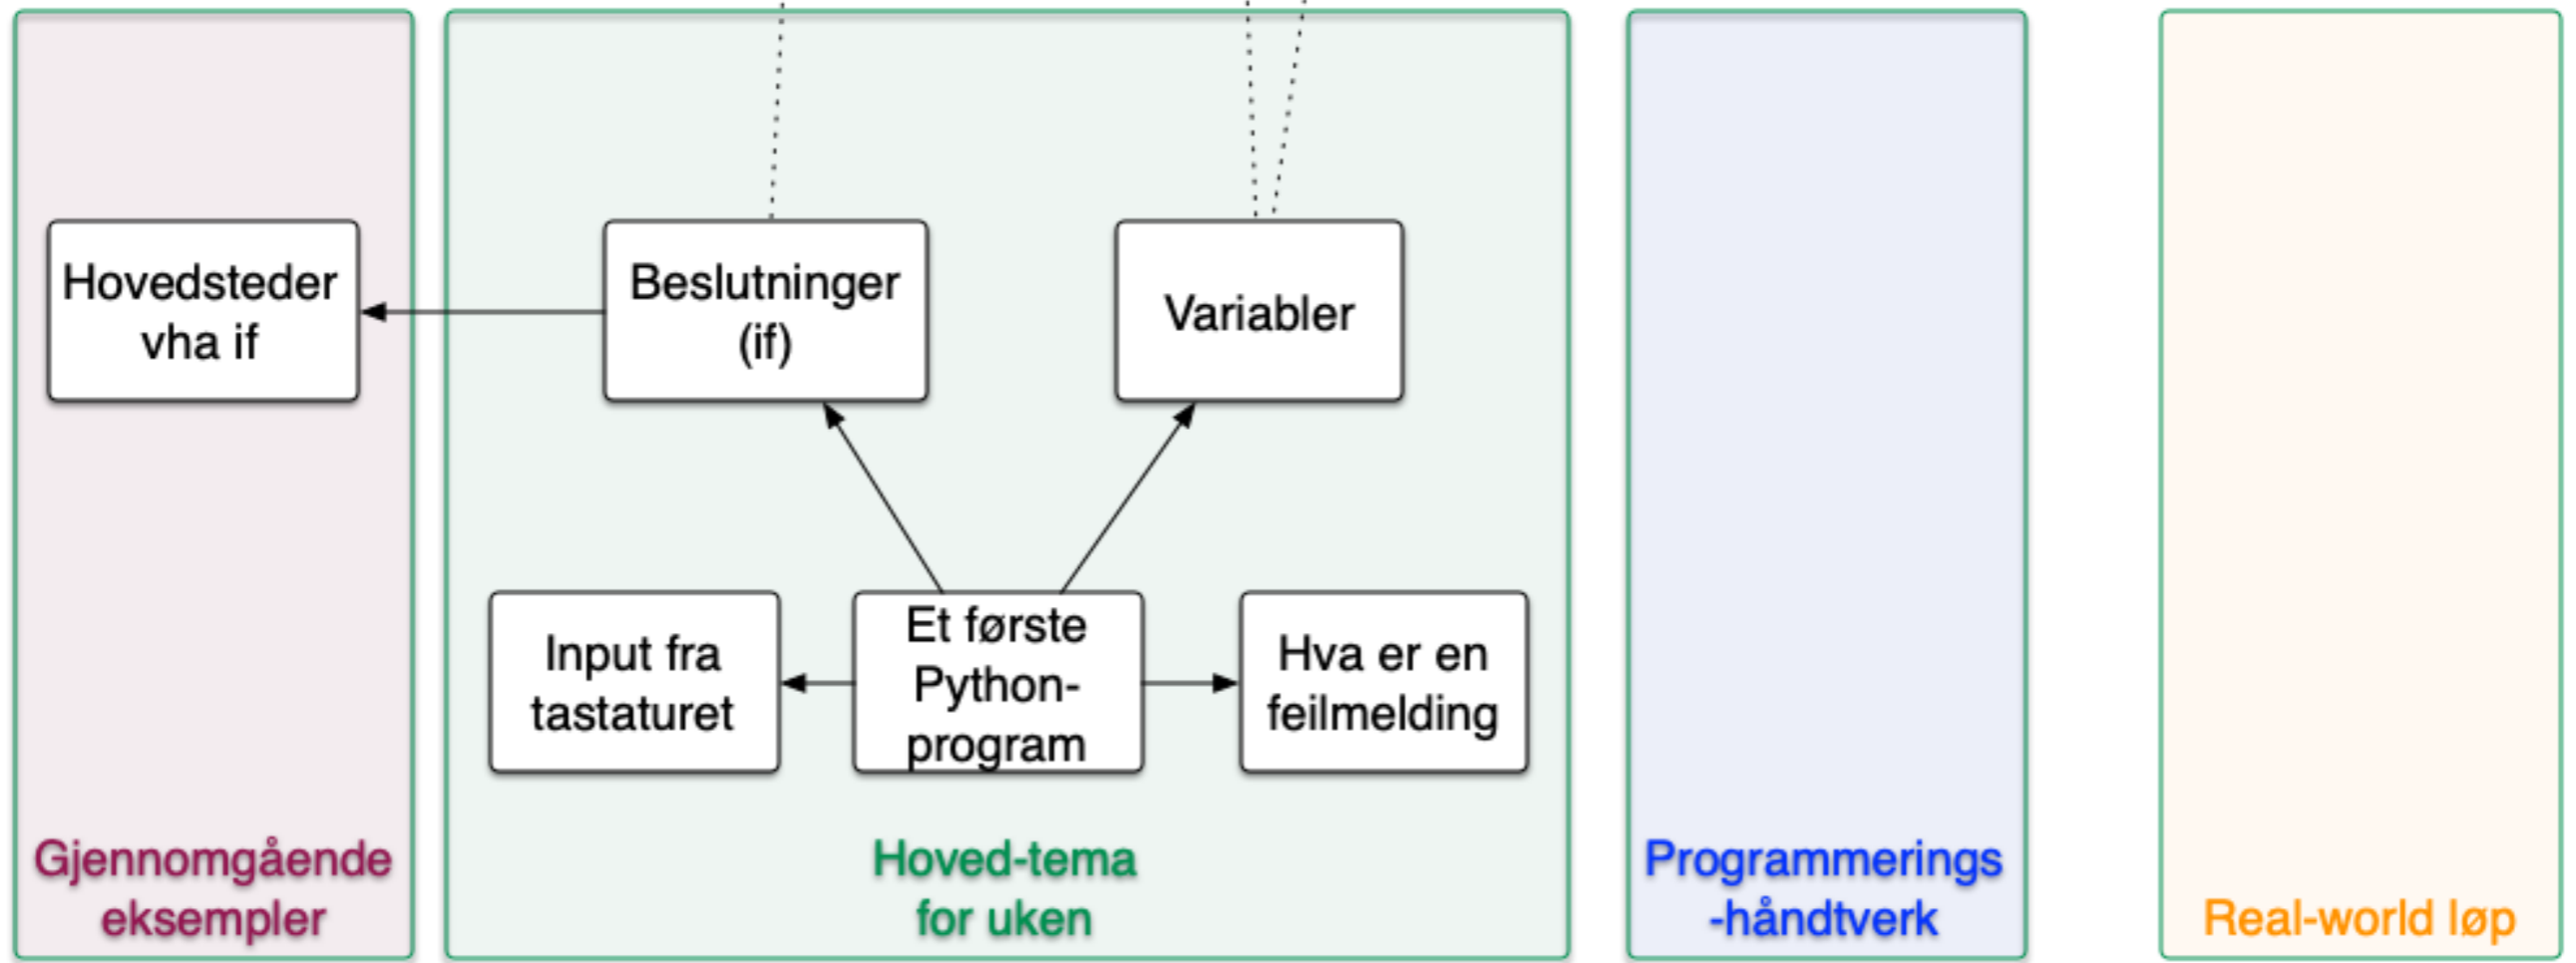 Hovedsteder
vha if
Beslutninger
(if)
Variabler
Input fra
tastaturet
Et første
Python-
program
Hva er en
feilmelding
Gjennomgående
eksempler
Hoved-tema
for uken
Programmerings
-håndtverk
Real-world løp